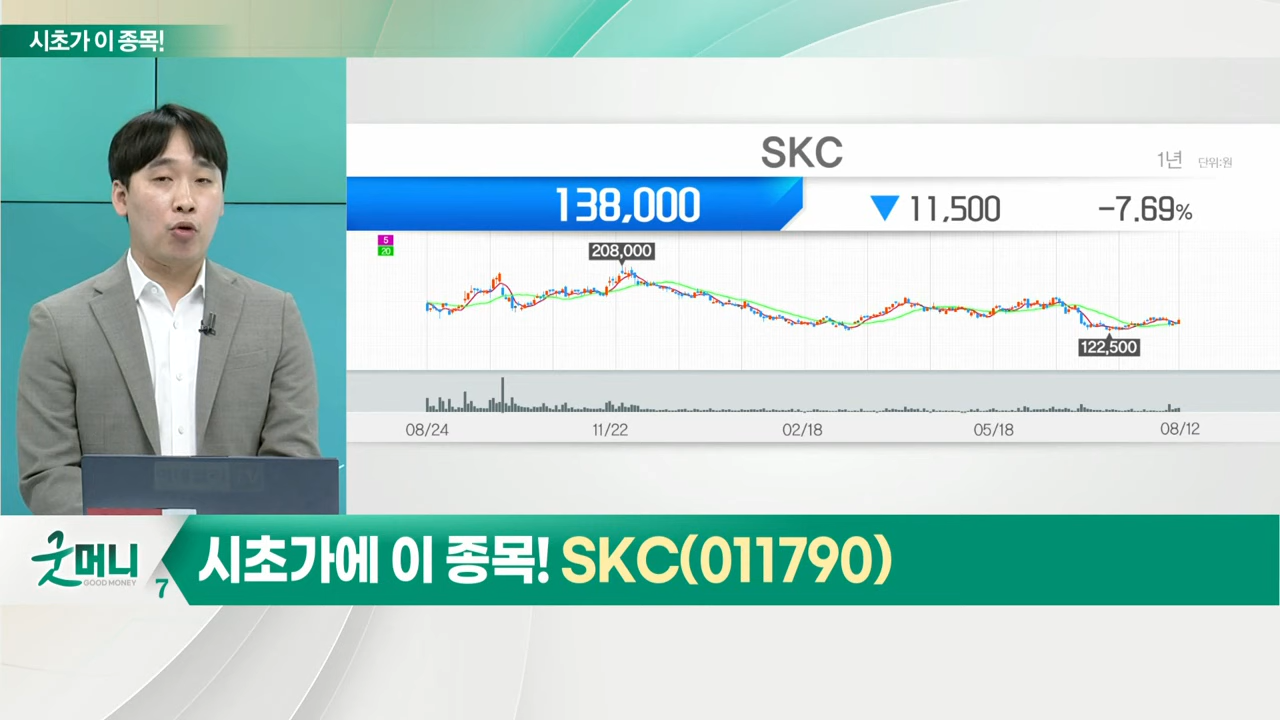 시초가 이 종목!
SKC
1년 단위:원
138,000 ▼ 11,500 -7.69%
5
20
208,000
122,500
08/24 11/22 02/18 05/18 08/12
굿머니
GOOD MONEY
7
시초가에 이 종목! SKC(011790)